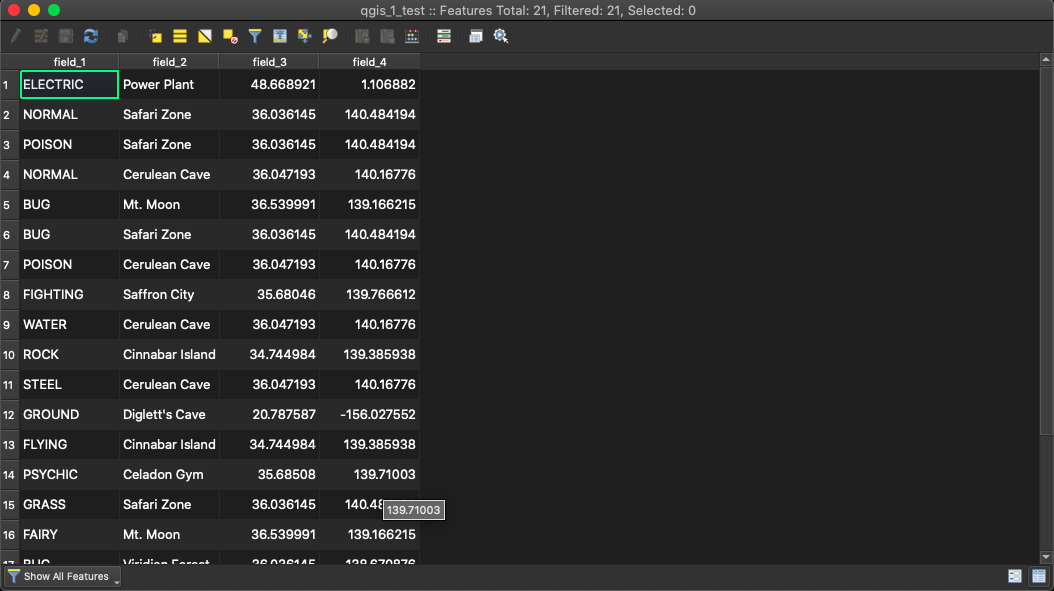 qgis_1_test :: Features Total: 21, Filtered: 21, Selected: 0
field_1 field_2 field_3 field_4
1 ELECTRIC Power Plant 48.668921 1.106882
2 NORMAL Safari Zone 36.036145 140.484194
3 POISON Safari Zone 36.036145 140.484194
4 NORMAL Cerulean Cave 36.047193 140.16776
5 BUG Mt. Moon 36.539991 139.166215
6 BUG Safari Zone 36.036145 140.484194
7 POISON Cerulean Cave 36.047193 140.16776
8 FIGHTING Saffron City 35.68046 139.766612
9 WATER Cerulean Cave 36.047193 140.16776
10 ROCK Cinnabar Island 34.744984 139.385938
11 STEEL Cerulean Cave 36.047193 140.16776
12 GROUND Diglett's Cave 20.787587 -156.027552
13 FLYING Cinnabar Island 34.744984 139.385938
14 PSYCHIC Celadon Gym 35.68508 139.71003
15 GRASS Safari Zone 36.036145 140.48
139.71003
16 FAIRY Mt. Moon 36.539991 139.166215
17 BUG Viridian Forest 36.036145 138.670876
Show All Features